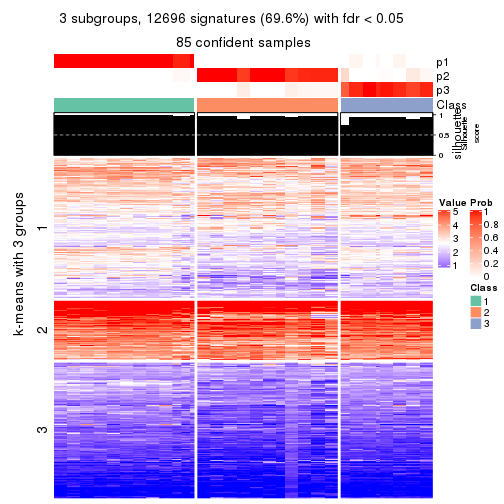 3 subgroups, 12696 signatures (69.6%) with fdr < 0.05
85 confident samples
p1
p2
p3
Class
1
0.5
0
silhouette
Silhouette
score
k-means with 3 groups
1
2
3
Value
5
4
3
2
1
Prob
1
0.8
0.6
0.4
0.2
0
Class
1
2
3